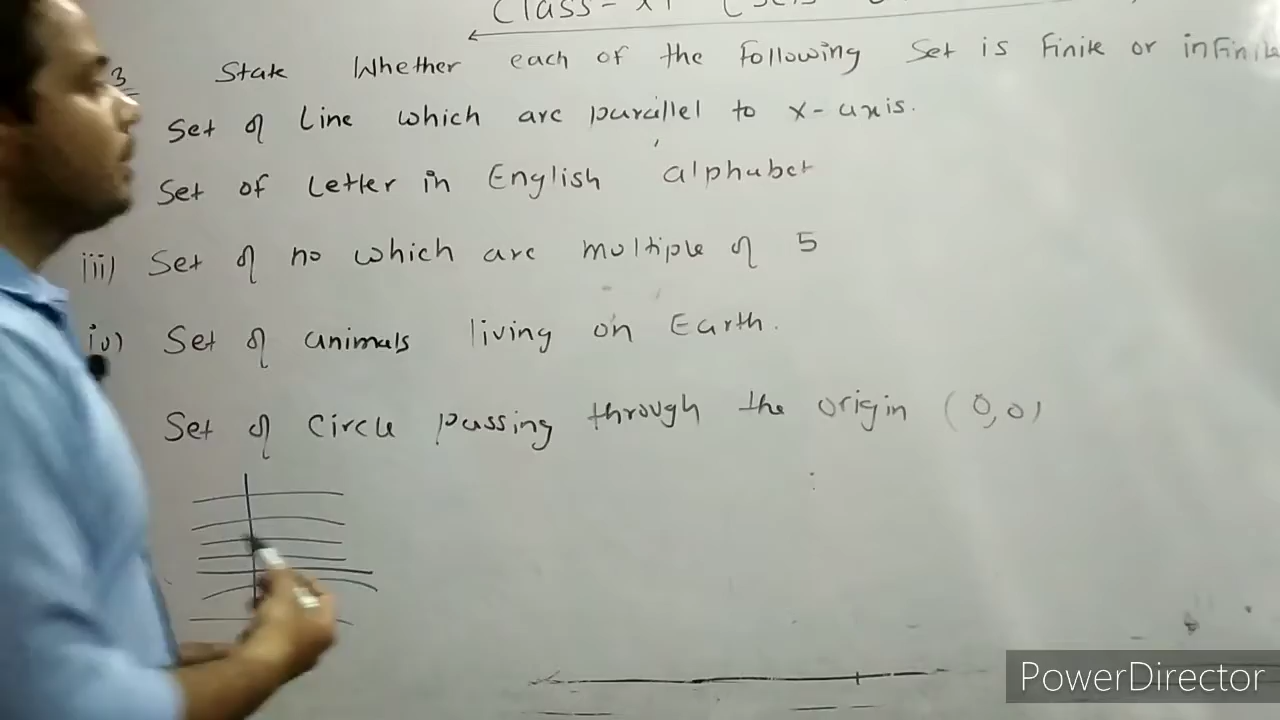 Class - XI (Sets
3 State Whether each of the Following Set is Finite or infinite
Set of Line which are parallel to x-axis.
Set of Letter in English alphabet
iii) Set of no which are multiple of 5
iv) Set of animals living on Earth.
Set of Circle passing through the origin (0,0)
PowerDirector